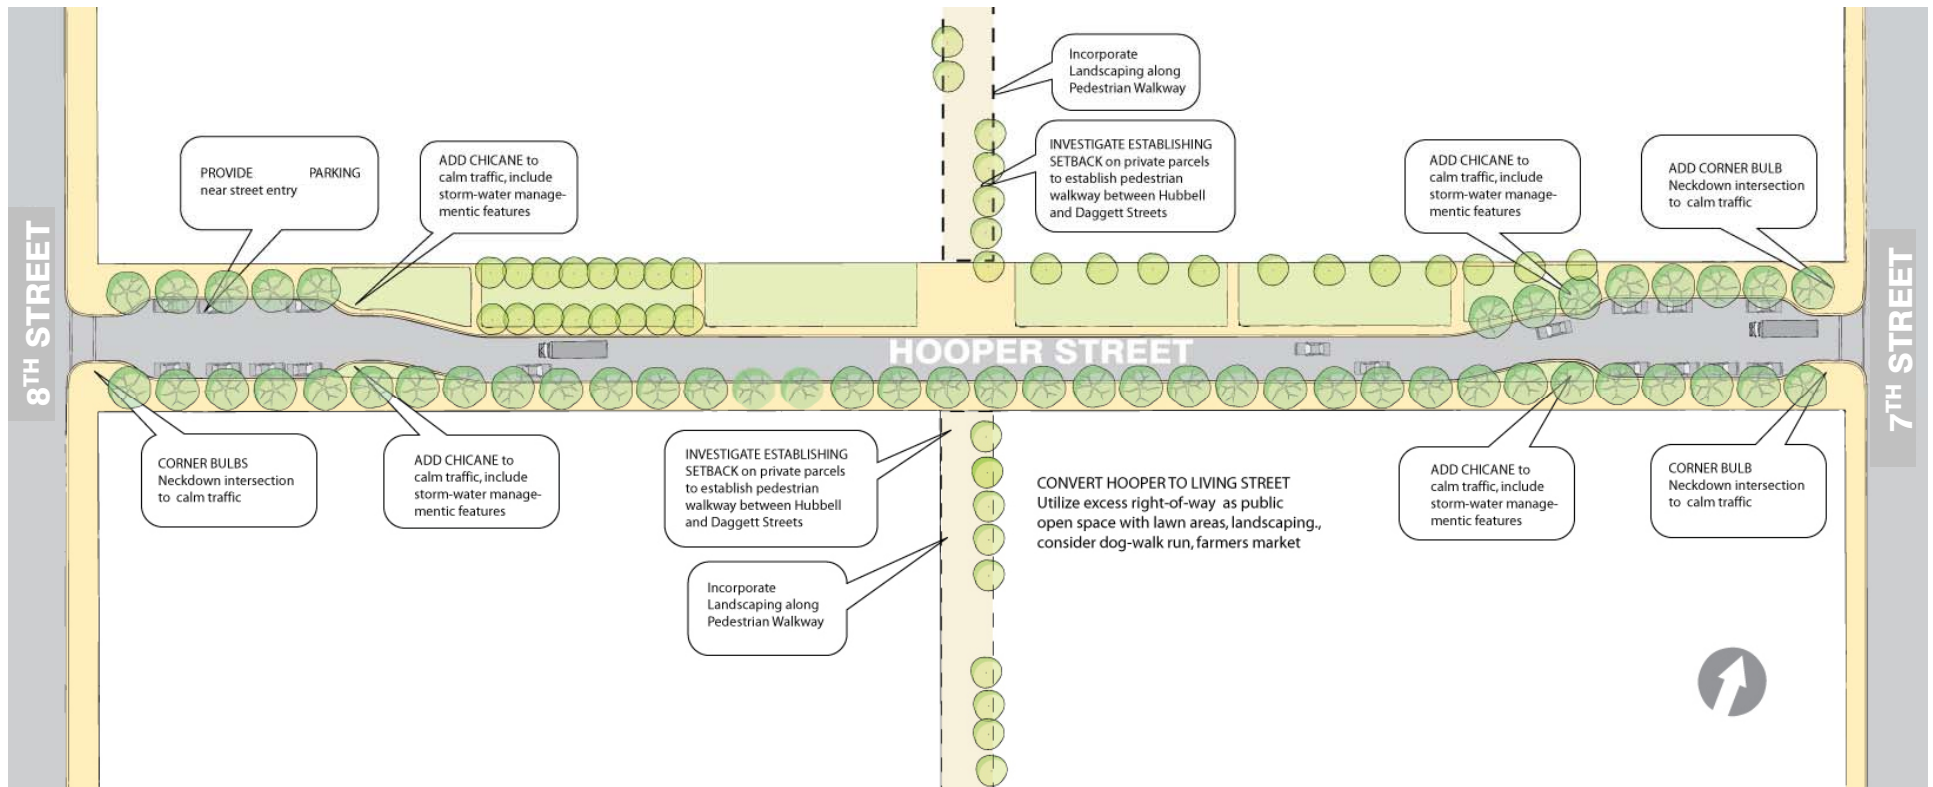 Incorporate
Landscaping along
Pedestrian Walkway
PROVIDE PARKING
near street entry
ADD CHICANE to
calm traffic, include
storm-water manage-
mentic features
INVESTIGATE ESTABLISHING
SETBACK on private parcels
to establish pedestrian
walkway between Hubbell
and Daggett Streets
ADD CHICANE to
calm traffic, include
storm-water manage-
mentic features
ADD CORNER BULB
Neckdown intersection
to calm traffic
8TH STREET
HOOPER STREET
7TH STREET
CORNER BULBS
Neckdown intersection
to calm traffic
ADD CHICANE to
calm traffic, include
storm-water manage-
mentic features
INVESTIGATE ESTABLISHING
SETBACK on private parcels
to establish pedestrian
walkway between Hubbell
and Daggett Streets
CONVERT HOOPER TO LIVING STREET
Utilize excess right-of-way as public
open space with lawn areas, landscaping.,
consider dog-walk run, farmers market
ADD CHICANE to
calm traffic, include
storm-water manage-
mentic features
CORNER BULB
Neckdown intersection
to calm traffic
Incorporate
Landscaping along
Pedestrian Walkway